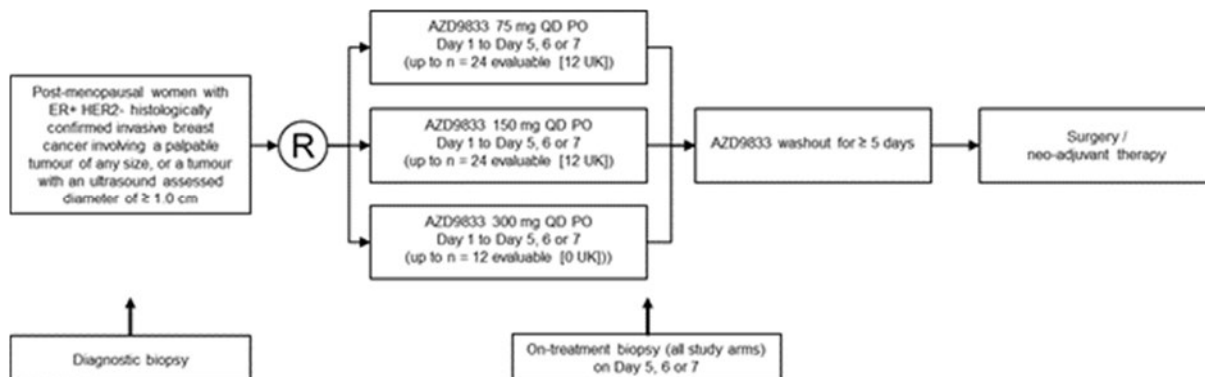 Post-menopausal women with
ER+ HER2- histologically
confirmed invasive breast
cancer involving a palpable
tumour of any size, or a tumour
with an ultrasound assessed
diameter of ≥ 1.0 cm
R
AZD9833 75 mg QD PO
Day 1 to Day 5, 6 or 7
(up to n = 24 evaluable [12 UK])
AZD9833 150 mg QD PO
Day 1 to Day 5, 6 or 7
(up to n = 24 evaluable [12 UK])
AZD9833 300 mg QD PO
Day 1 to Day 5, 6 or 7
(up to n = 12 evaluable [0 UK]))
AZD9833 washout for ≥ 5 days
Surgery /
neo-adjuvant therapy
Diagnostic biopsy
On-treatment biopsy (all study arms)
on Day 5, 6 or 7